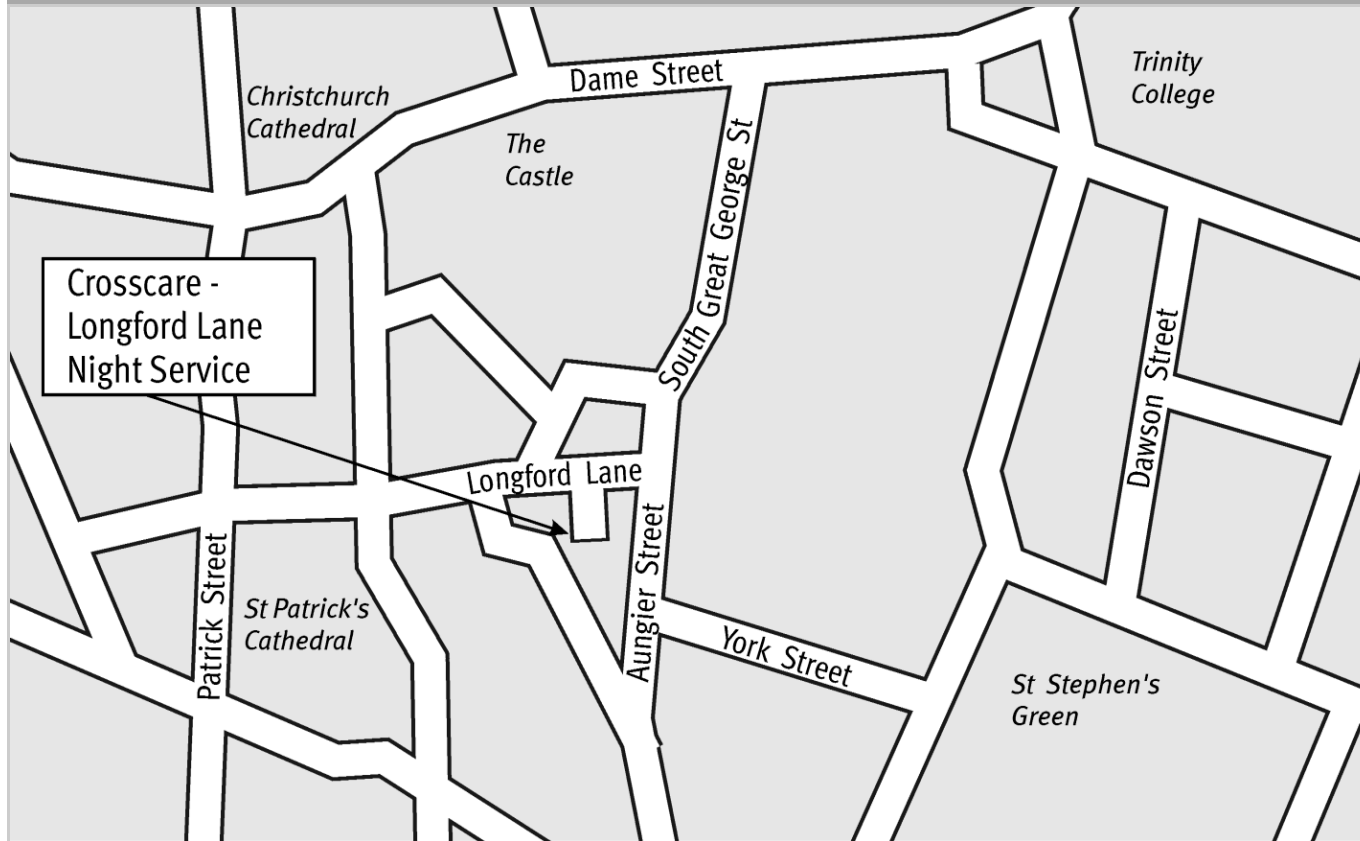 Dame Street
Trinity
College
Christchurch
Cathedral
The
Castle
South Great George St
Crosscare -
Longford Lane
Night Service
Dawson Street
Longford Lane
Aungier Street
Patrick Street
St Patrick's
Cathedral
York Street
St Stephen's
Green